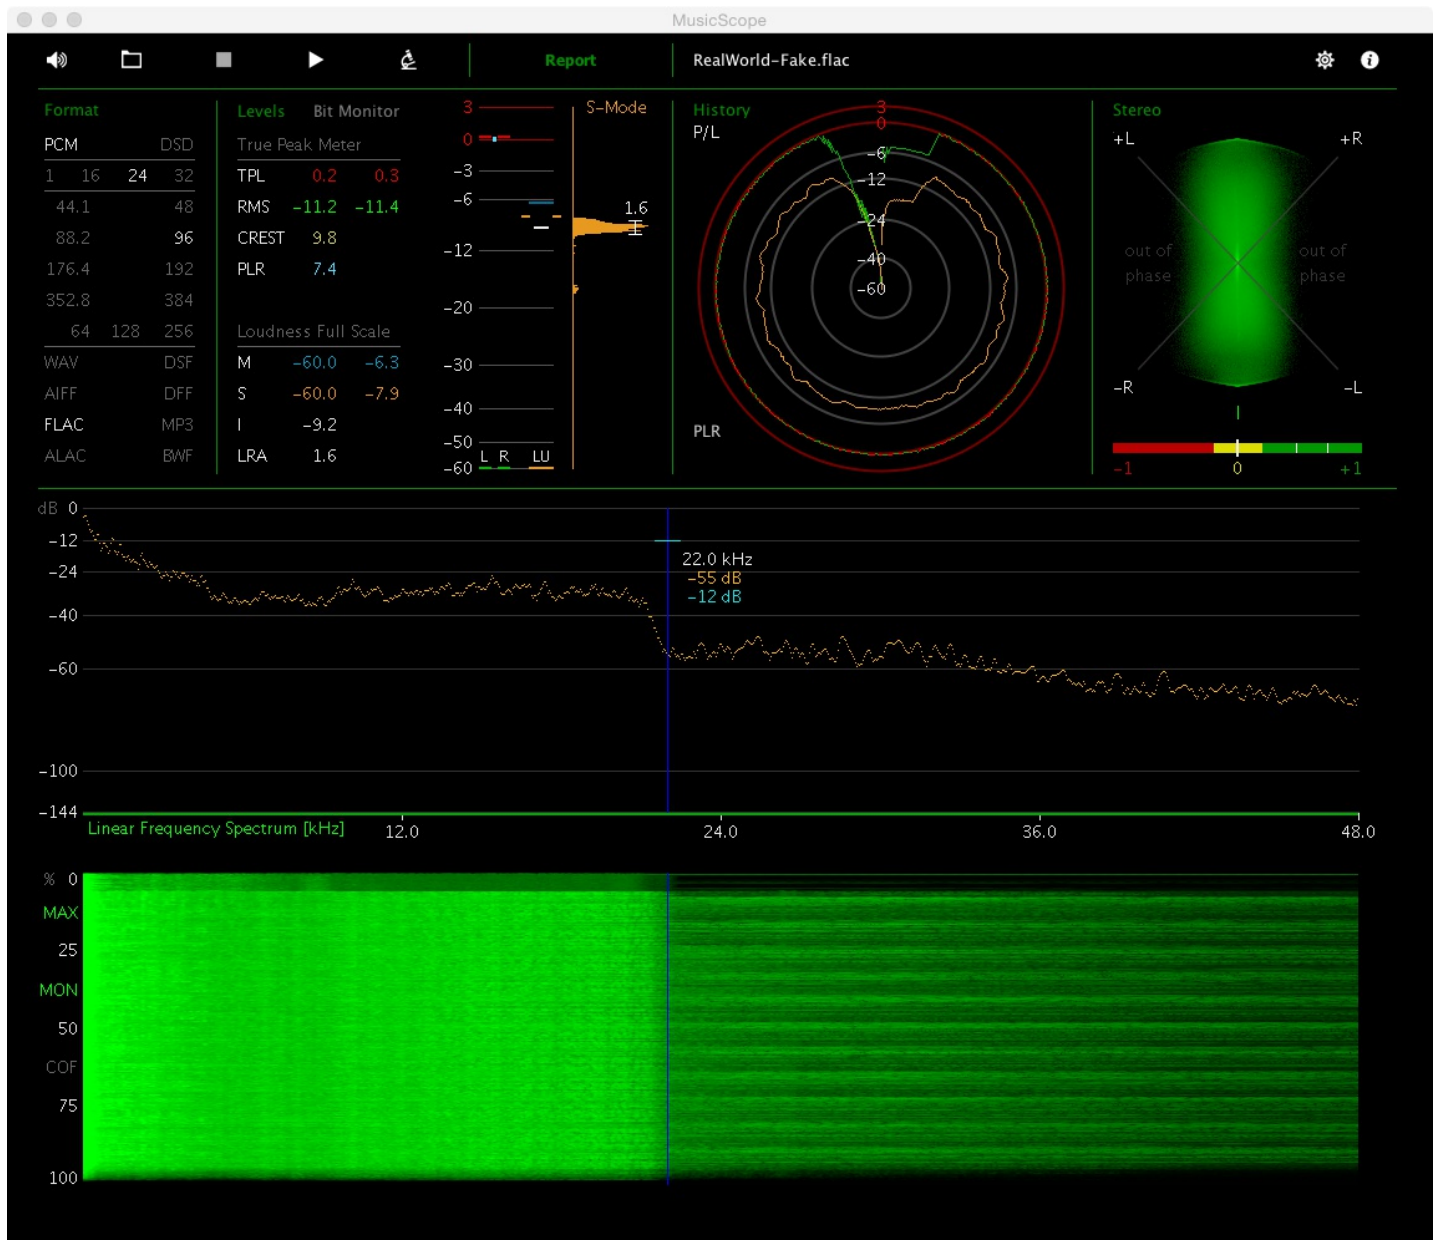 MusicScope
Report
RealWorld-Fake.flac
Format
PCM DSD
1 16 24 32
44.1 48
88.2 96
176.4 192
352.8 384
64 128 256
WAV DSF
AIFF DFF
FLAC MP3
ALAC BWF
Levels Bit Monitor
True Peak Meter
TPL 0.2 0.3
RMS -11.2 -11.4
CREST 9.8
PLR 7.4
Loudness Full Scale
M -60.0 -6.3
S -60.0 -7.9
I -9.2
LRA 1.6
3
0
-3
-6
-12
-20
-30
-40
-50
-60
L R LU
S-Mode
1.6
History
P/L
3
0
-6
-12
-24
-40
-60
PLR
Stereo
+L +R
out of phase
out of phase
-R -L
-1 0 +1
dB 0
-12
-24
-40
-60
-100
-144
22.0 kHz
-55 dB
-12 dB
Linear Frequency Spectrum [kHz] 12.0 24.0 36.0 48.0
% 0
MAX
25
MON
50
COF
75
100